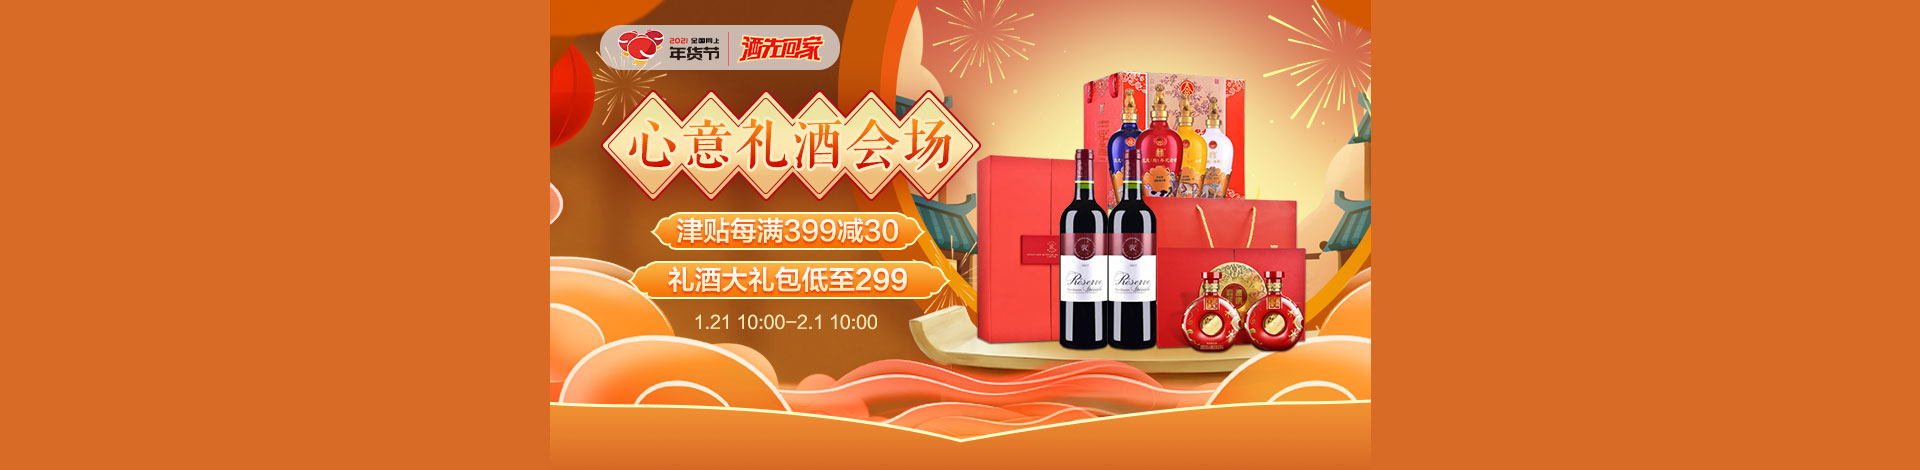 2021 全国网上
年货节
酒先回家
心意礼酒会场
津贴每满399减30
礼酒大礼包低至299
1.21 10:00-2.1 10:00
Réserve
Réserve